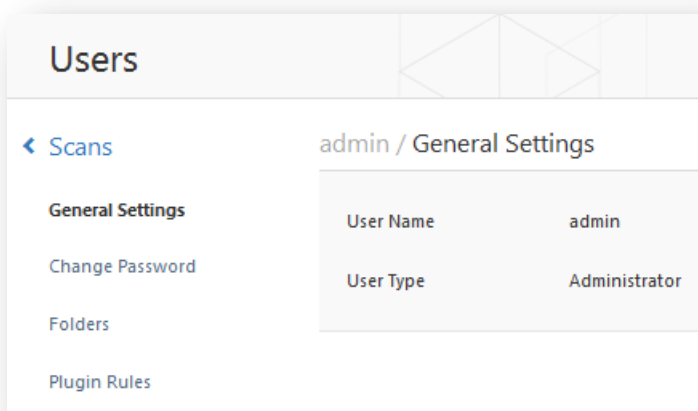 Users
Scans
admin / General Settings
General Settings
User Name admin
Change Password
User Type Administrator
Folders
Plugin Rules